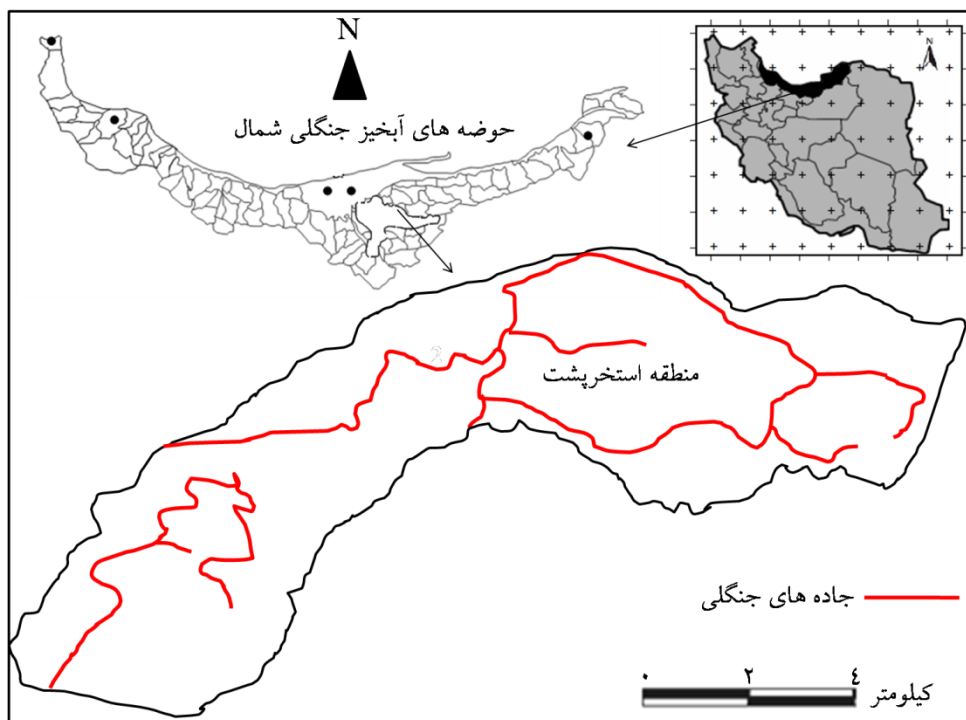 N
N
حوضه های آبخیز جنگلی شمال
منطقه استخرپشت
جاده های جنگلی
۰ ۲ ۴
کیلومتر